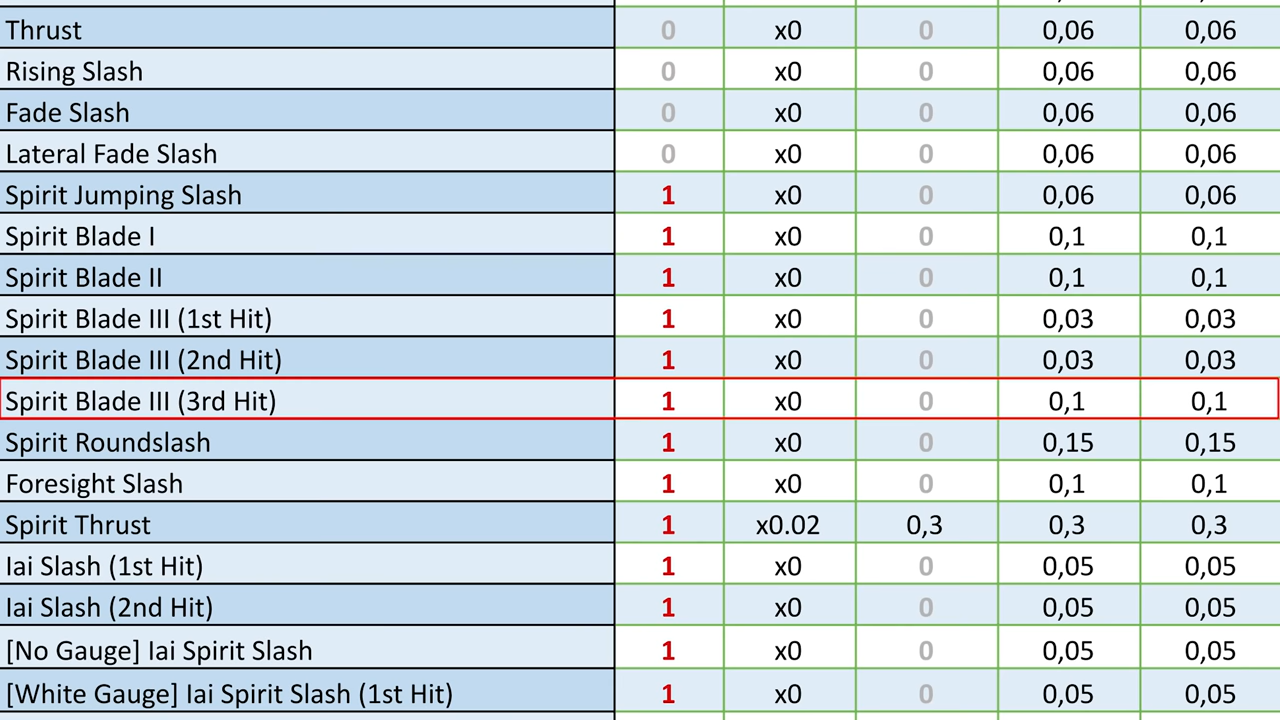 Thrust 0 x0 0 0,06 0,06
Rising Slash 0 x0 0 0,06 0,06
Fade Slash 0 x0 0 0,06 0,06
Lateral Fade Slash 0 x0 0 0,06 0,06
Spirit Jumping Slash 1 x0 0 0,06 0,06
Spirit Blade I 1 x0 0 0,1 0,1
Spirit Blade II 1 x0 0 0,1 0,1
Spirit Blade III (1st Hit) 1 x0 0 0,03 0,03
Spirit Blade III (2nd Hit) 1 x0 0 0,03 0,03
Spirit Blade III (3rd Hit) 1 x0 0 0,1 0,1
Spirit Roundslash 1 x0 0 0,15 0,15
Foresight Slash 1 x0 0 0,1 0,1
Spirit Thrust 1 x0.02 0,3 0,3 0,3
Iai Slash (1st Hit) 1 x0 0 0,05 0,05
Iai Slash (2nd Hit) 1 x0 0 0,05 0,05
[No Gauge] Iai Spirit Slash 1 x0 0 0,05 0,05
[White Gauge] Iai Spirit Slash (1st Hit) 1 x0 0 0,05 0,05